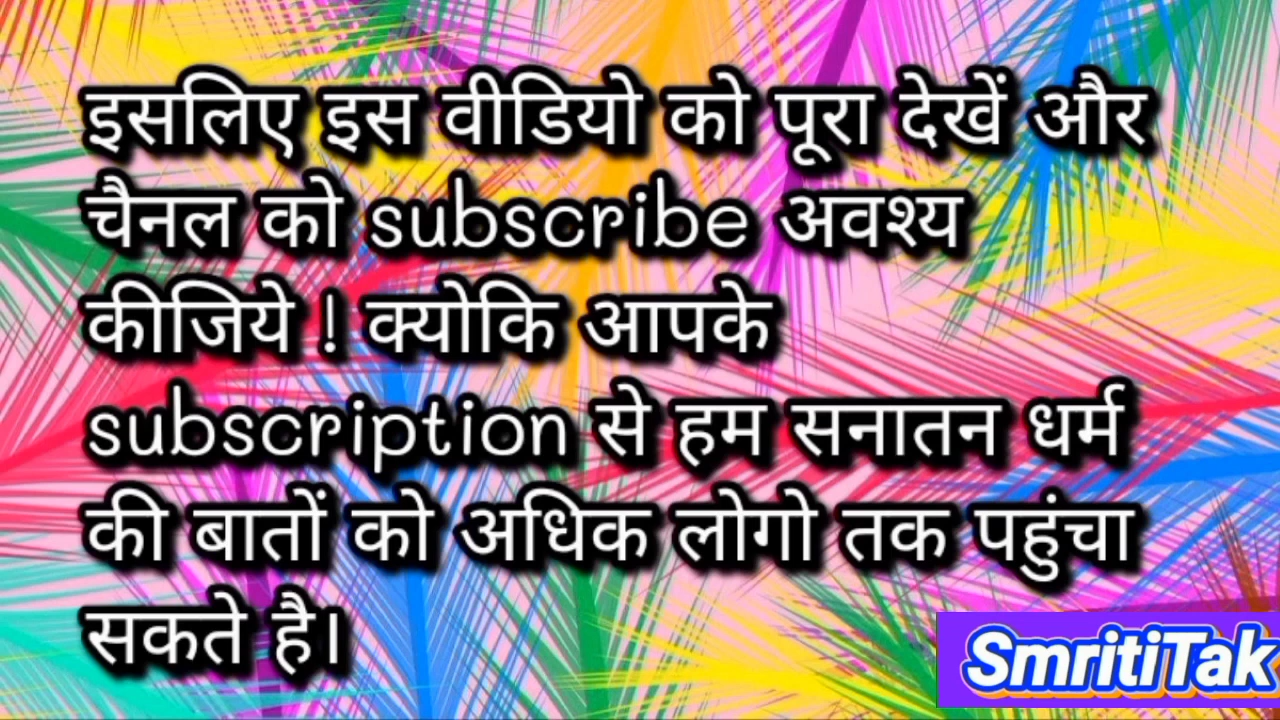 इसलिए इस वीडियो को पूरा देखें और
चैनल को subscribe अवश्य
कीजिये ! क्योकि आपके
subscription से हम सनातन धर्म
की बातों को अधिक लोगो तक पहुंचा
सकते है।
SmritiTak